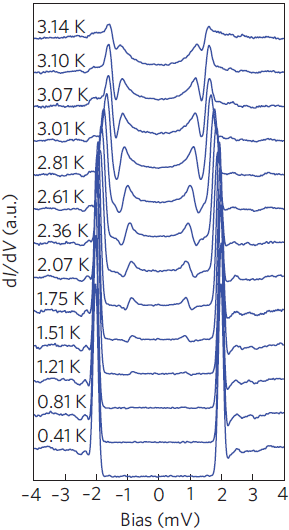 3.14 K
3.10 K
3.07 K
3.01 K
2.81 K
2.61 K
2.36 K
2.07 K
1.75 K
1.51 K
1.21 K
0.81 K
0.41 K
dI/dV (a.u.)
-4 -3 -2 -1 0 1 2 3 4
Bias (mV)